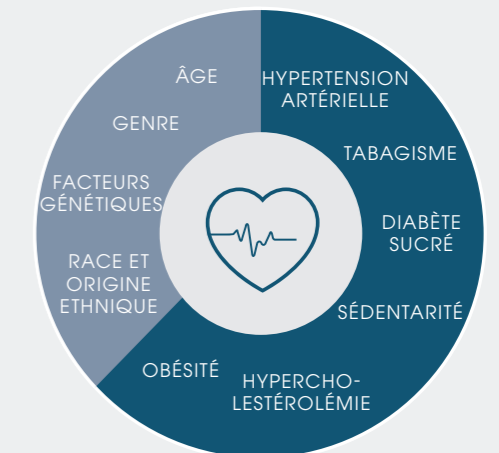 ÂGE
GENRE
FACTEURS
GÉNÉTIQUES
RACE ET
ORIGINE
ETHNIQUE
HYPERTENSION
ARTÉRIELLE
TABAGISME
DIABÈTE
SUCRÉ
SÉDENTARITÉ
HYPERCHO-
LESTÉROLÉMIE
OBÉSITÉ